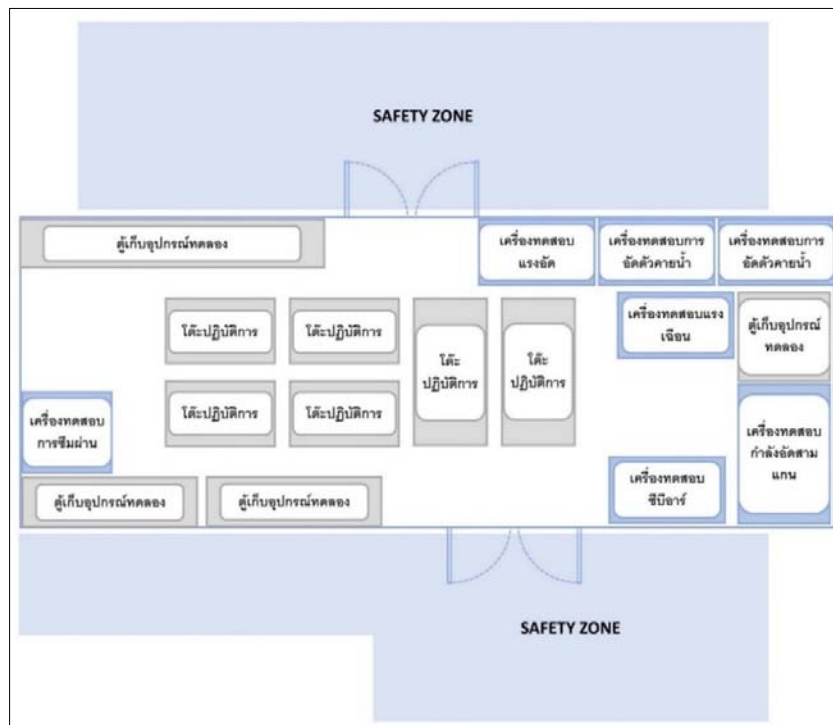 SAFETY ZONE
ตู้เก็บอุปกรณ์ทดลอง
เครื่องทดสอบ
แรงอัด
เครื่องทดสอบการ
อัดตัวคายน้ำ
เครื่องทดสอบการ
อัดตัวคายน้ำ
โต๊ะปฏิบัติการ
โต๊ะปฏิบัติการ
โต๊ะ
ปฏิบัติการ
โต๊ะ
ปฏิบัติการ
เครื่องทดสอบแรง
เฉือน
ตู้เก็บอุปกรณ์
ทดลอง
โต๊ะปฏิบัติการ
โต๊ะปฏิบัติการ
เครื่องทดสอบ
การซึมผ่าน
เครื่องทดสอบ
กำลังอัดสาม
แกน
เครื่องทดสอบ
ซีบีอาร์
ตู้เก็บอุปกรณ์ทดลอง
ตู้เก็บอุปกรณ์ทดลอง
SAFETY ZONE